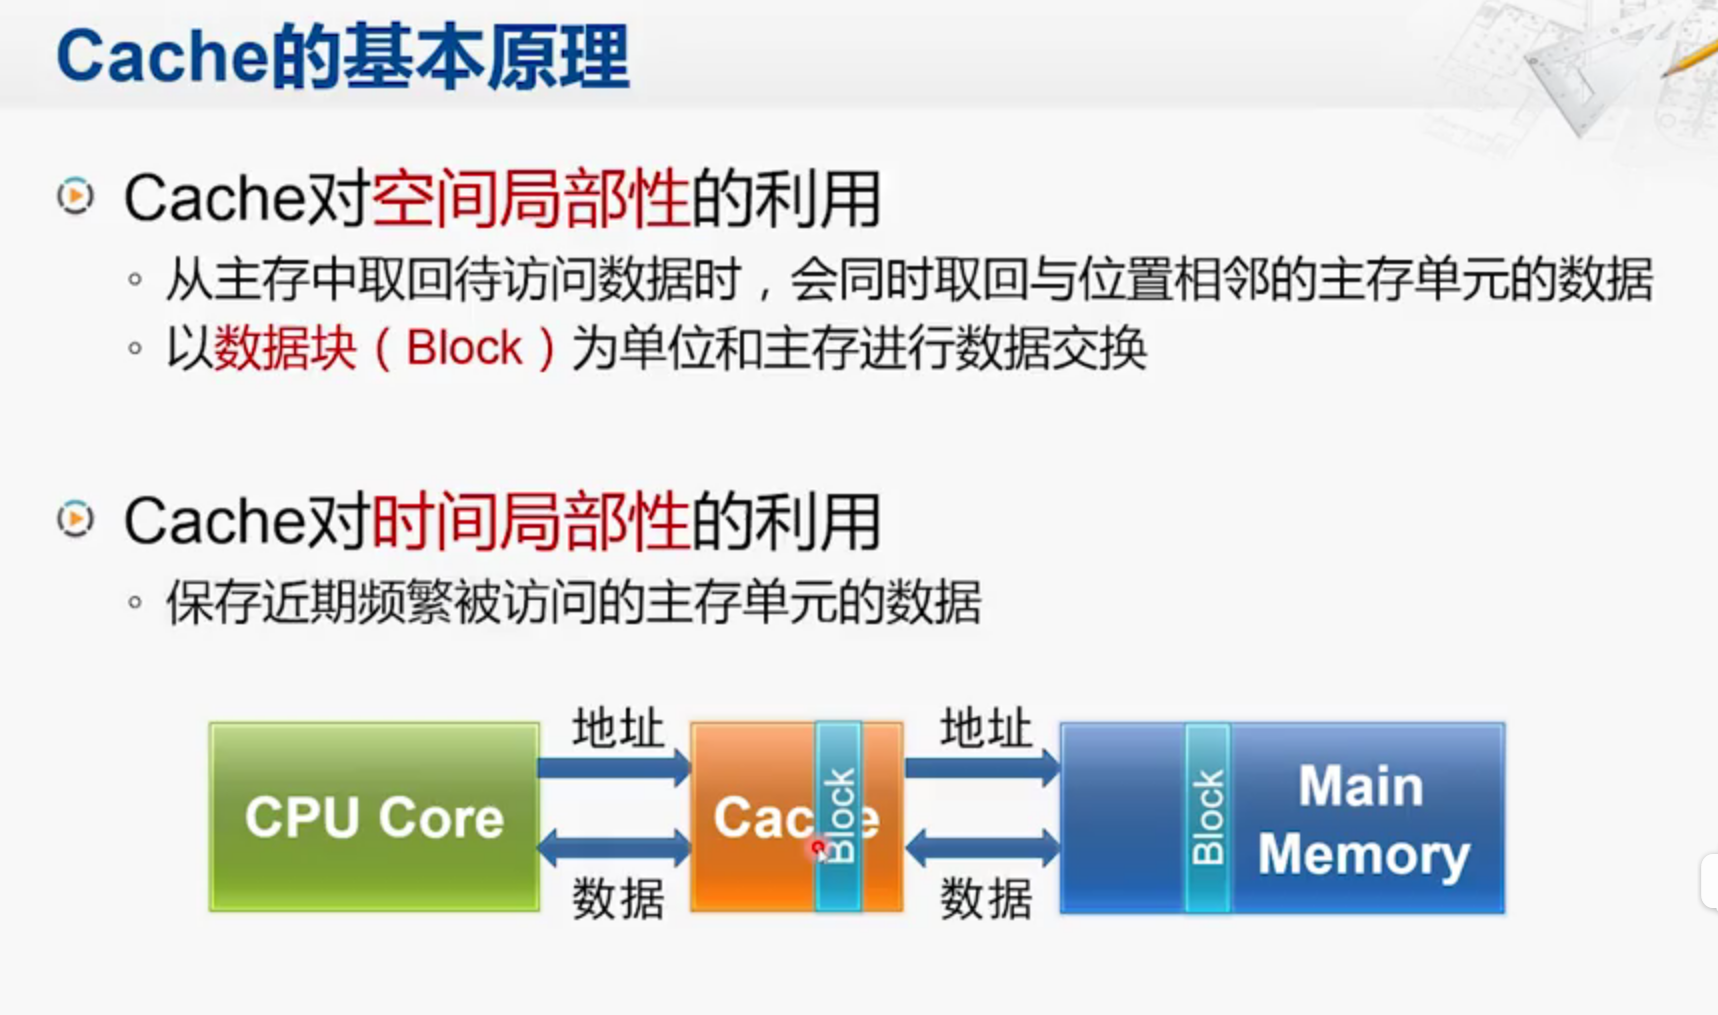 Cache的基本原理
Cache对空间局部性的利用
从主存中取回待访问数据时，会同时取回与位置相邻的主存单元的数据
以数据块（Block）为单位和主存进行数据交换
Cache对时间局部性的利用
保存近期频繁被访问的主存单元的数据
地址
地址
CPU Core
Cache
Block
Block
Main
Memory
数据
数据